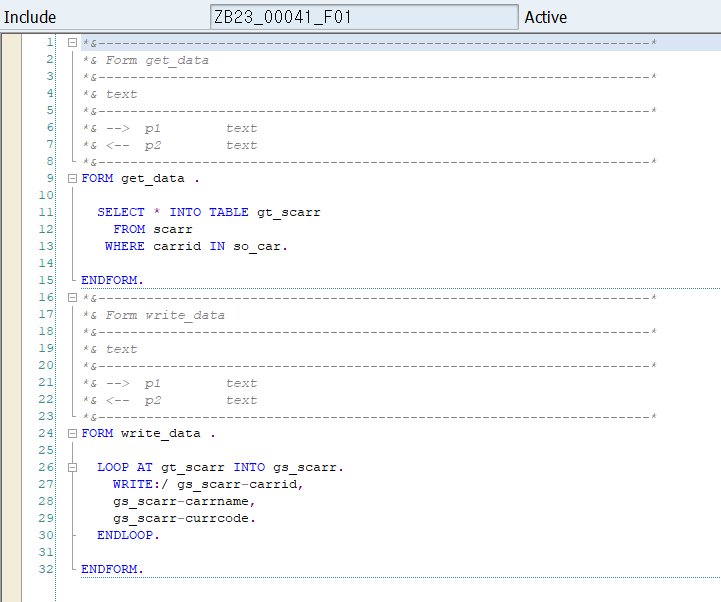 Include ZB23_00041_F01 Active
1 *&---------------------------------------------------------------------*
2 *& Form get_data
3 *&---------------------------------------------------------------------*
4 *& text
5 *&---------------------------------------------------------------------*
6 *& -->  p1        text
7 *& <--  p2        text
8 *&---------------------------------------------------------------------*
9 FORM get_data .
10
11   SELECT * INTO TABLE gt_scarr
12     FROM scarr
13    WHERE carrid IN so_car.
14
15 ENDFORM.
16 *&---------------------------------------------------------------------*
17 *& Form write_data
18 *&---------------------------------------------------------------------*
19 *& text
20 *&---------------------------------------------------------------------*
21 *& -->  p1        text
22 *& <--  p2        text
23 *&---------------------------------------------------------------------*
24 FORM write_data .
25
26   LOOP AT gt_scarr INTO gs_scarr.
27     WRITE:/ gs_scarr-carrid,
28     gs_scarr-carrname,
29     gs_scarr-currcode.
30   ENDLOOP.
31
32 ENDFORM.